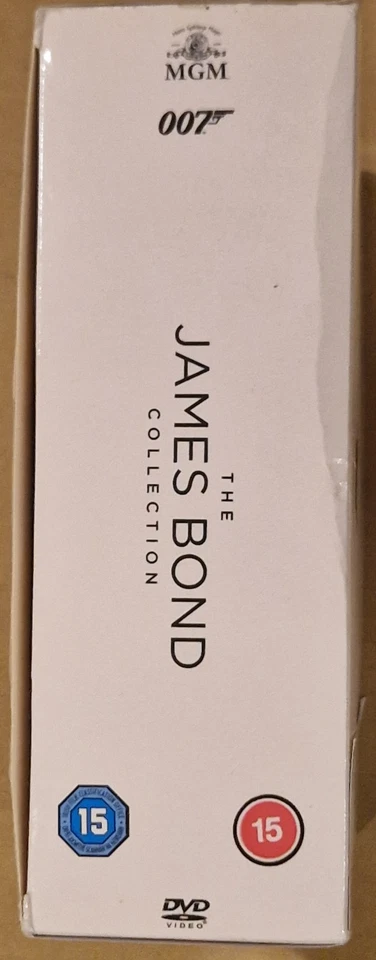 MGM
007
THE
JAMES BOND
COLLECTION
15
15
DVD
VIDEO